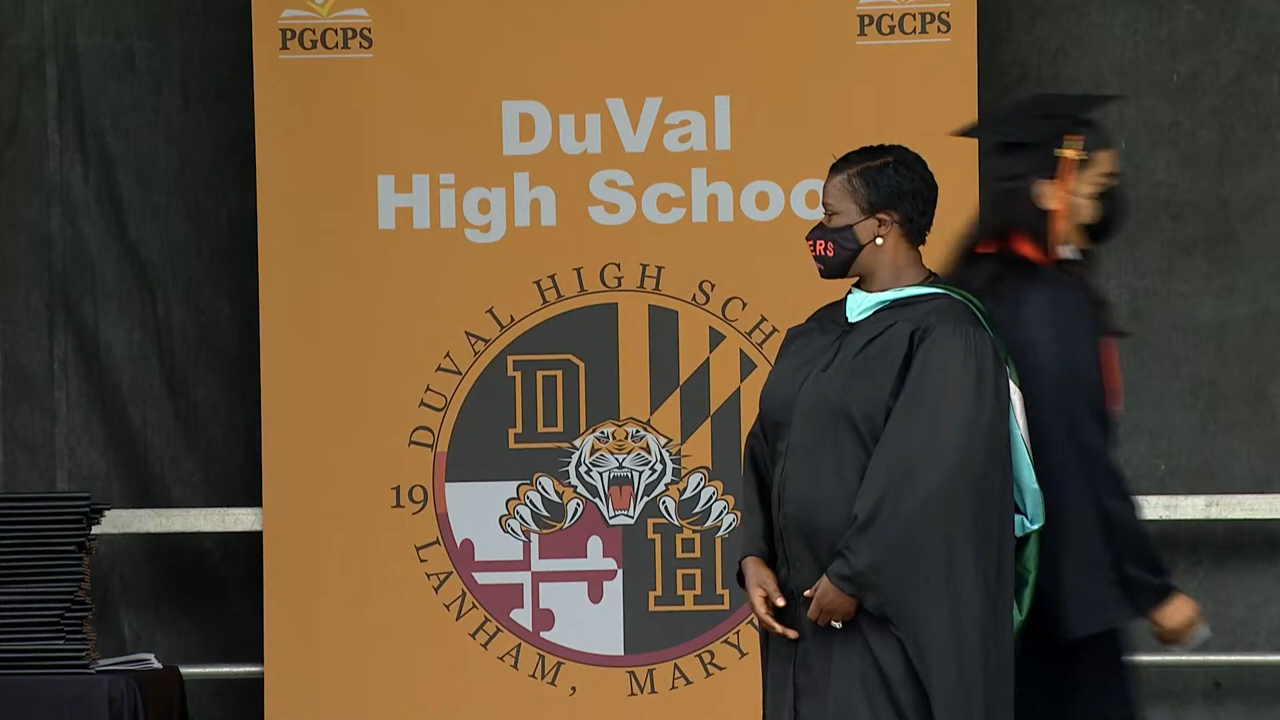 PGCPS
PGCPS
DuVal
High Schoo
DUVAL HIGH SCH
D
19
H
LANHAM, MARY
ERS